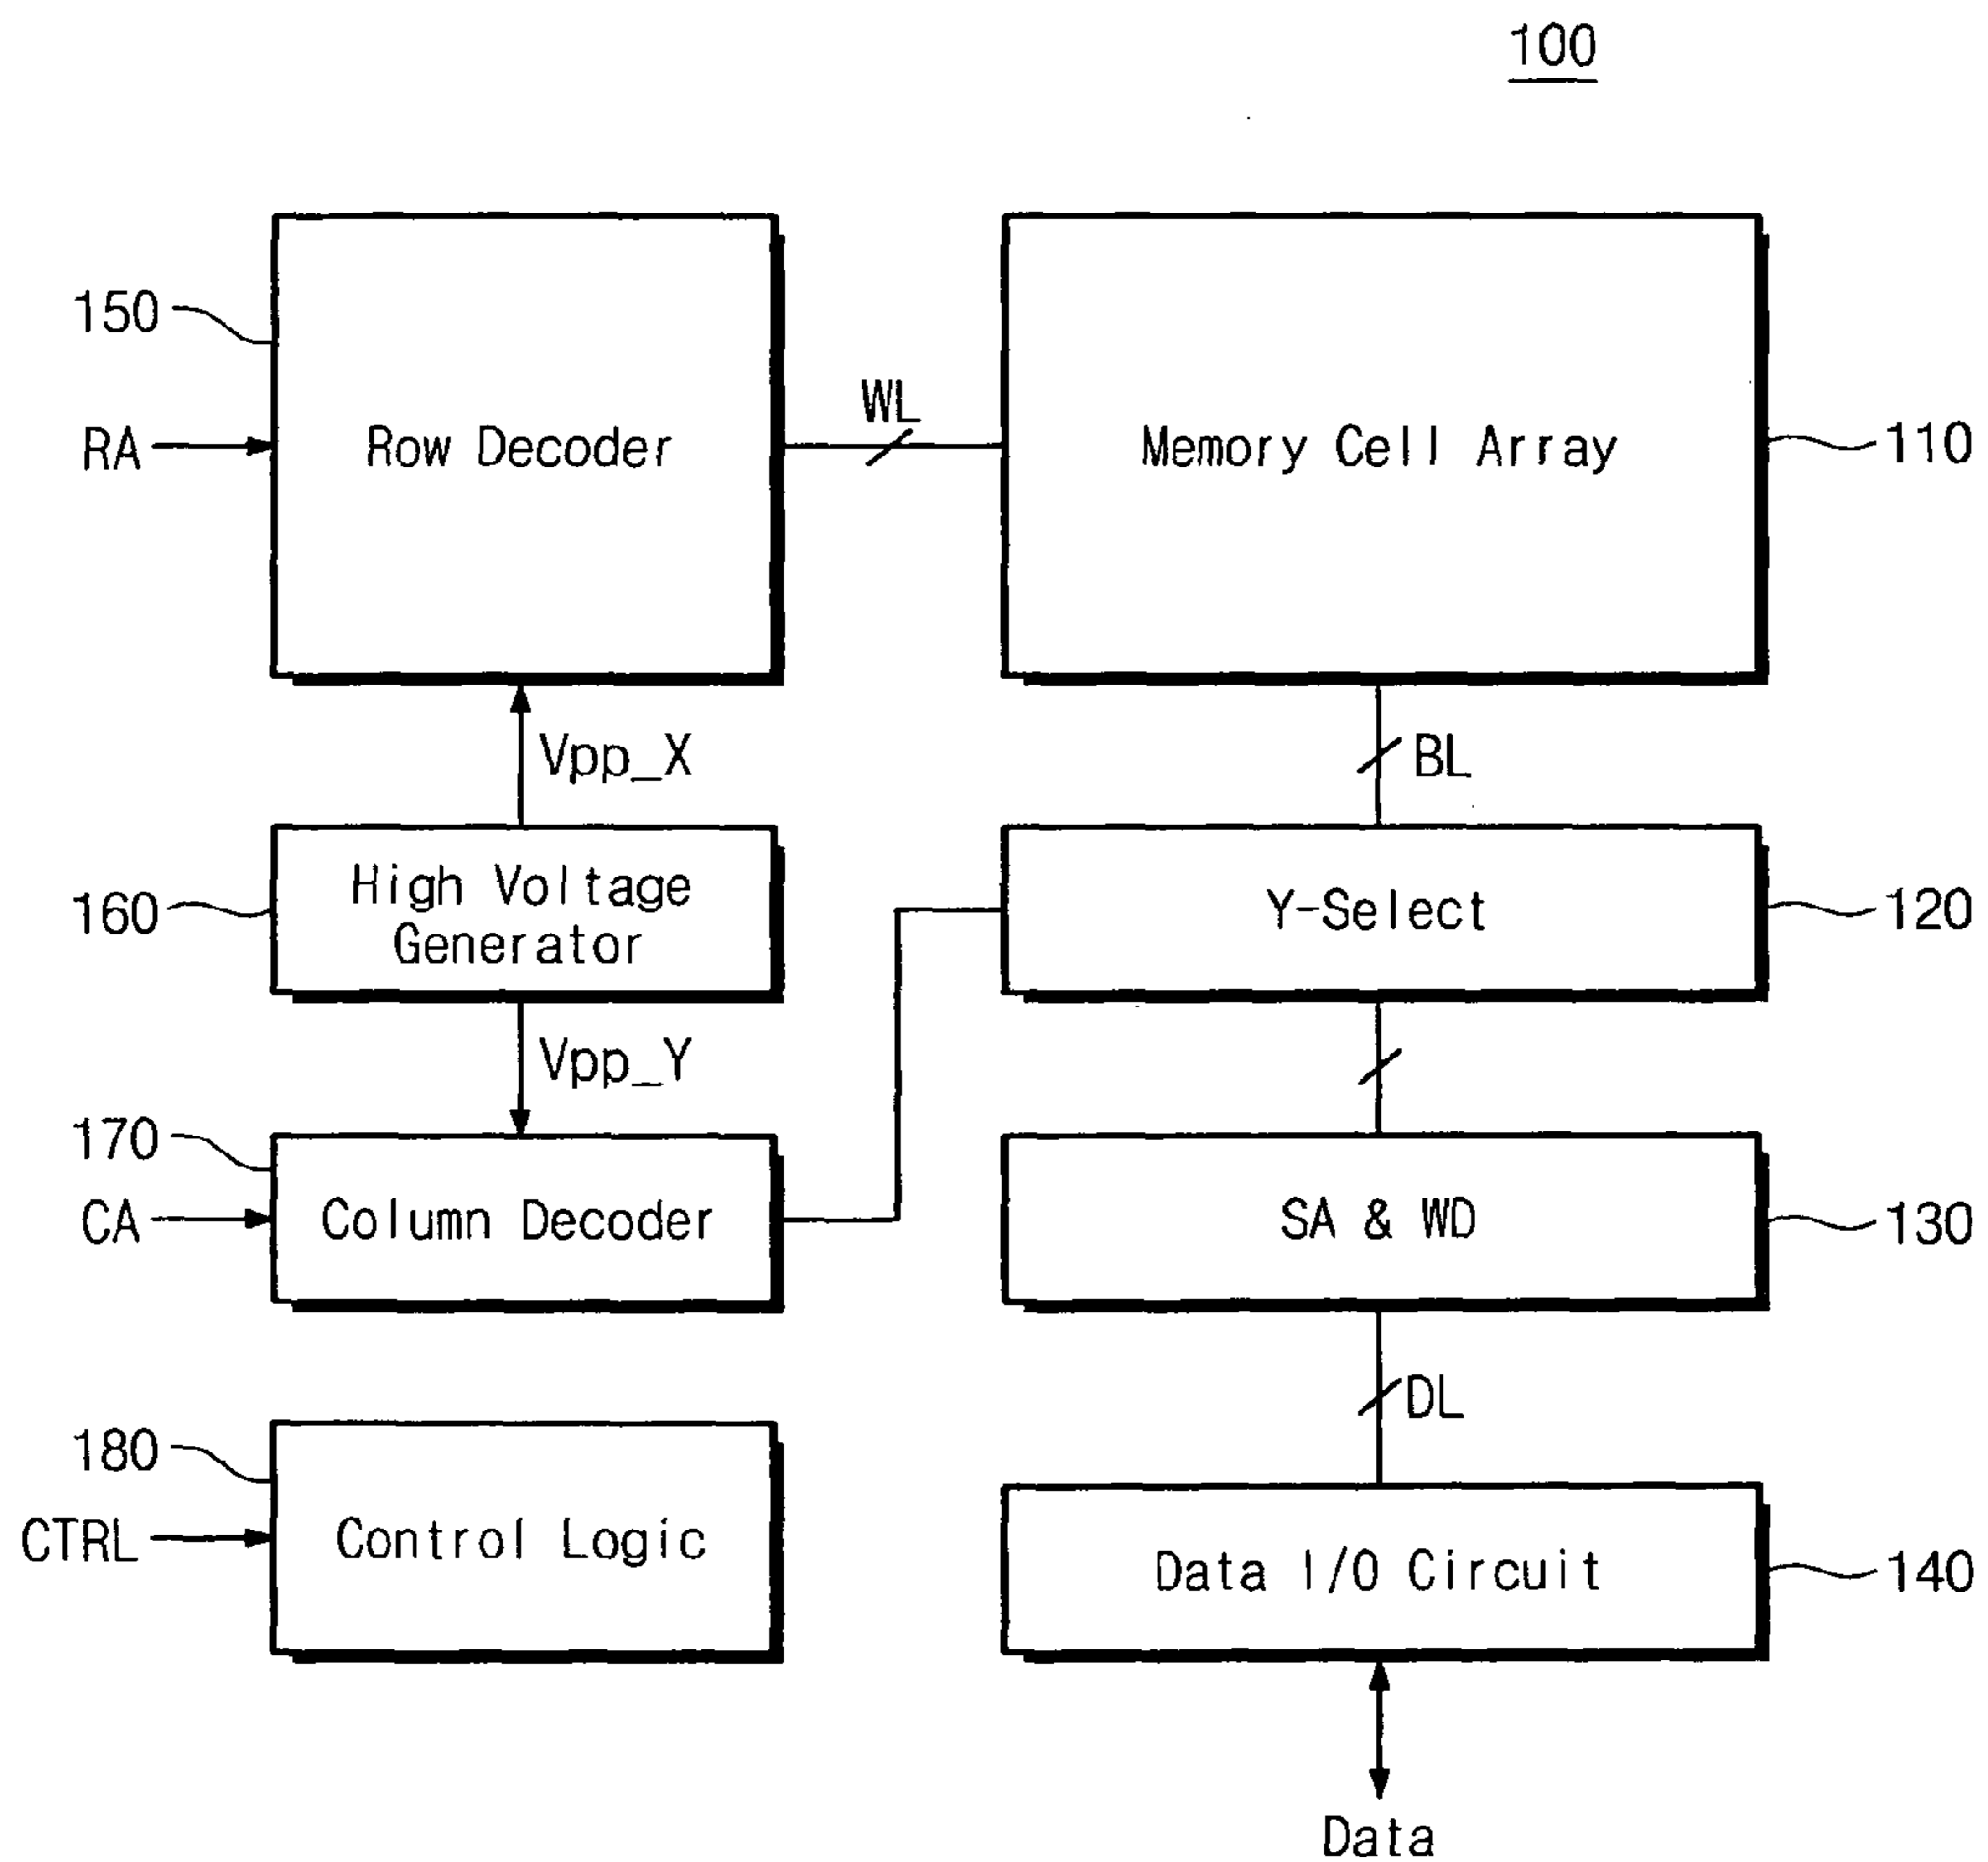 100
150
RA
Row Decoder
WL
Memory Cell Array
110
Vpp_X
BL
160
High Voltage
Generator
Y-Select
120
Vpp_Y
170
CA
Column Decoder
SA & WD
130
DL
180
CTRL
Control Logic
Data I/O Circuit
140
Data